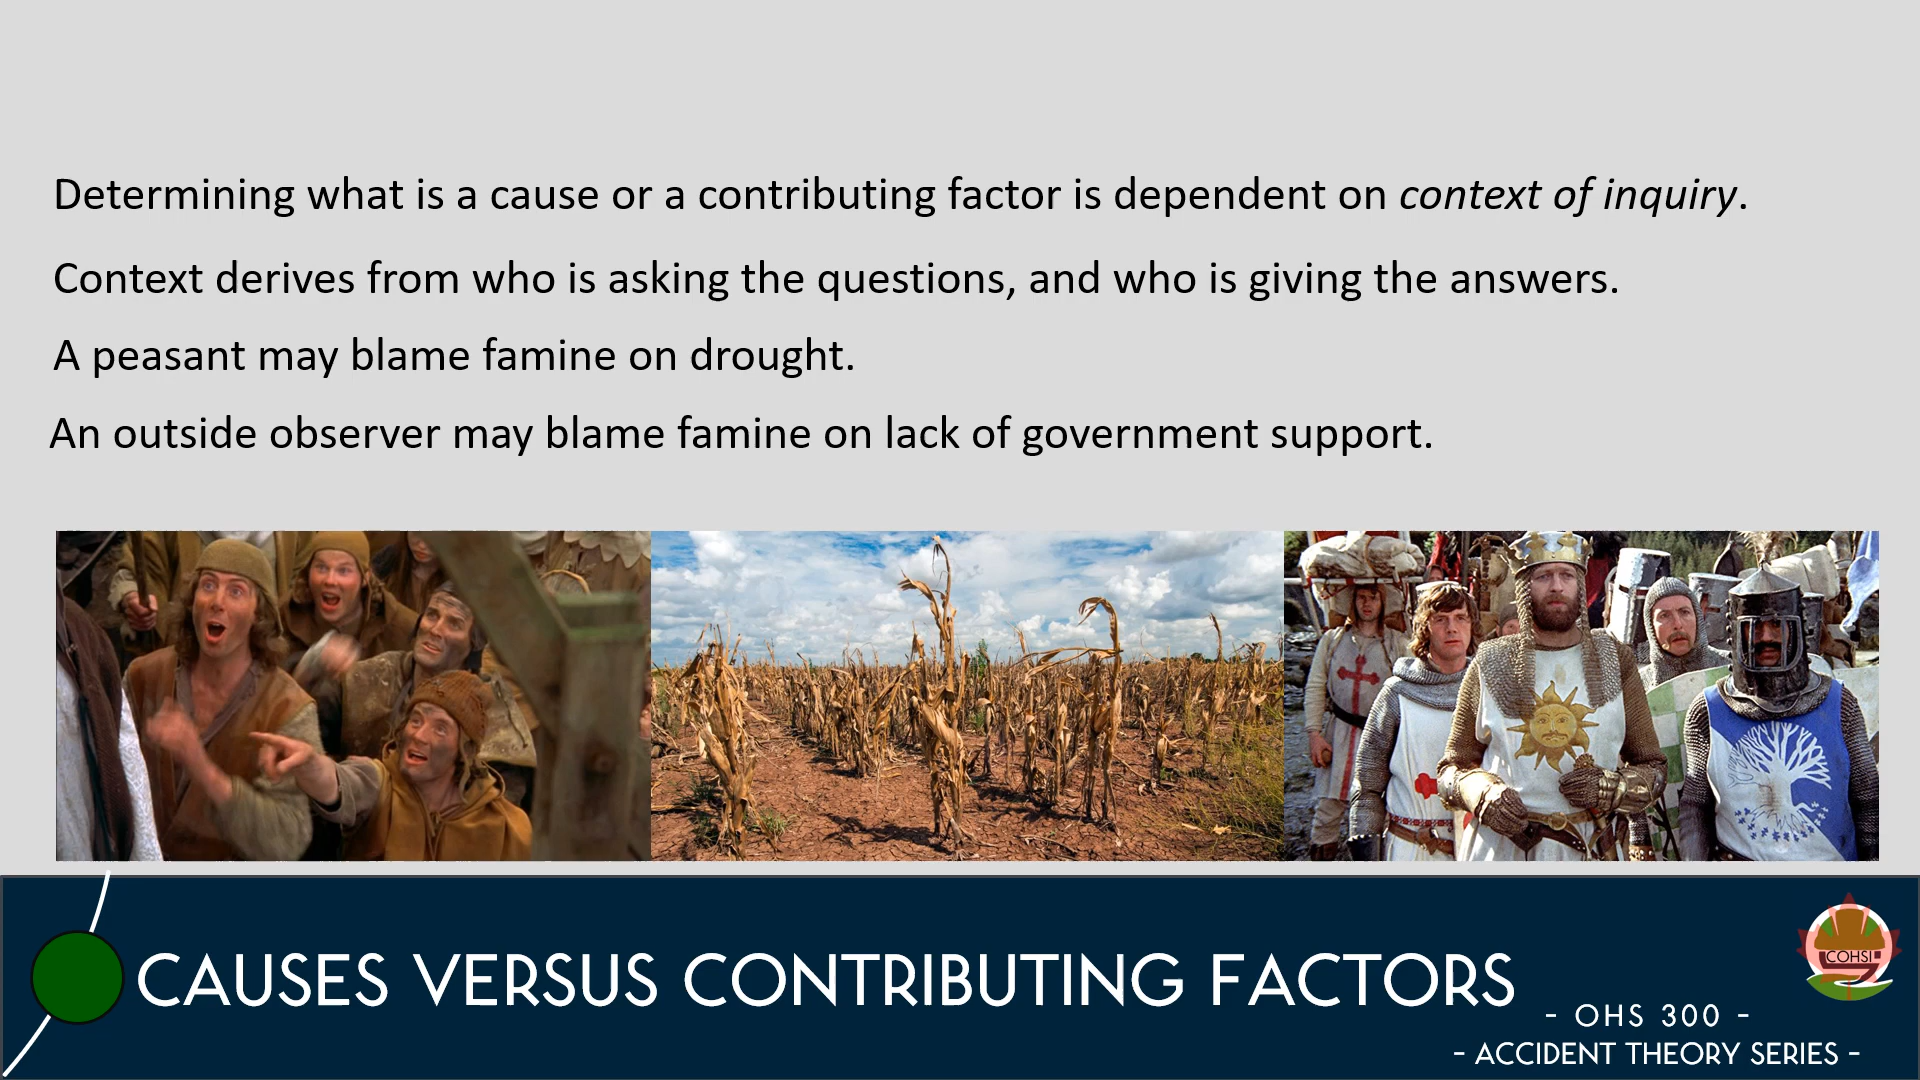 Determining what is a cause or a contributing factor is dependent on context of inquiry.
Context derives from who is asking the questions, and who is giving the answers.
A peasant may blame famine on drought.
An outside observer may blame famine on lack of government support.
CAUSES VERSUS CONTRIBUTING FACTORS
COHSI
- OHS 300 -
- ACCIDENT THEORY SERIES -